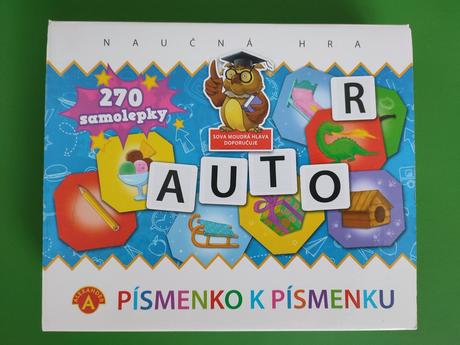 NAUČNÁ HRA
270
samolepky
SOVA MOUDRÁ HLAVA
DOPORUČUJE
R
AUTO
ALEXANDER
A
PÍSMENKO K PÍSMENKU